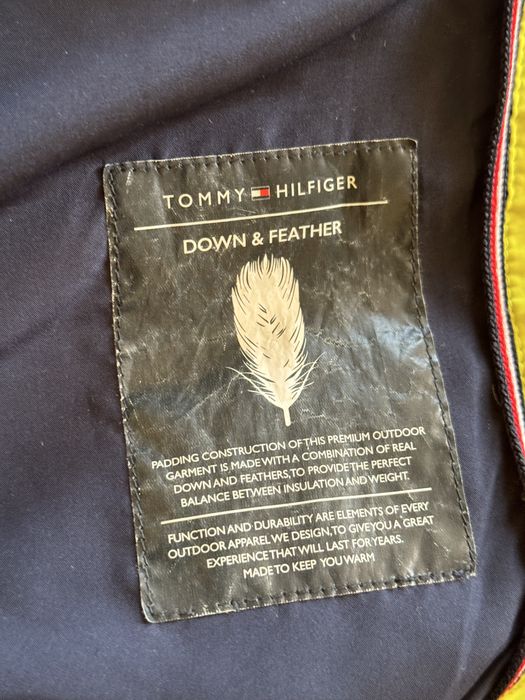 TOMMY HILFIGER
DOWN & FEATHER
PADDING CONSTRUCTION OF THIS PREMIUM OUTDOOR
GARMENT IS MADE WITH A COMBINATION OF REAL
DOWN AND FEATHERS, TO PROVIDE THE PERFECT
BALANCE BETWEEN INSULATION AND WEIGHT.
FUNCTION AND DURABILITY ARE ELEMENTS OF EVERY
OUTDOOR APPAREL WE DESIGN, TO GIVE YOU A GREAT
EXPERIENCE THAT WILL LAST FOR YEARS.
MADE TO KEEP YOU WARM